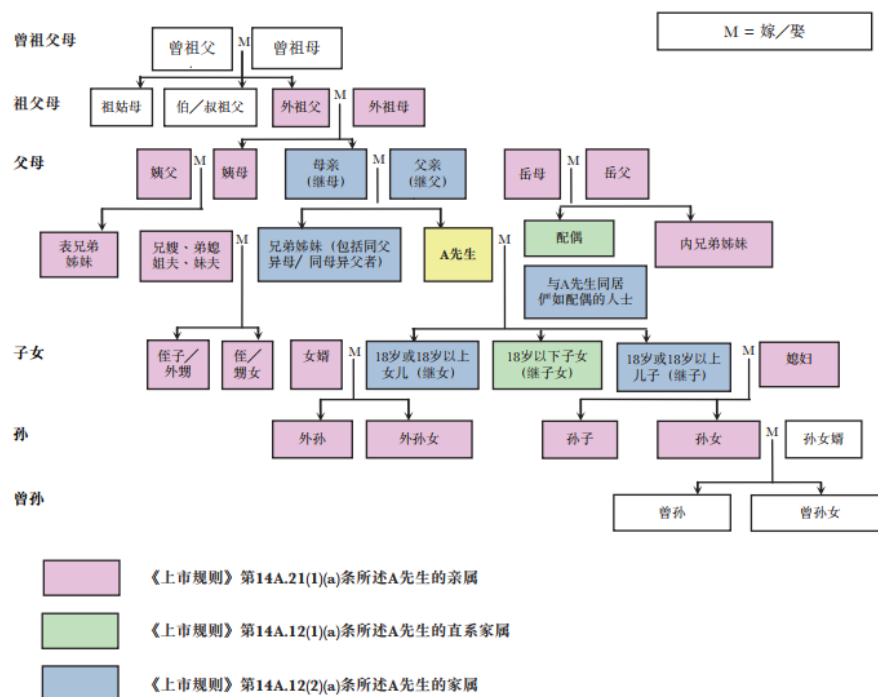 曾祖父母
曾祖父
M
曾祖母
M = 嫁／娶
祖父母
祖姑母
伯／叔祖父
外祖父
M
外祖母
父母
姨父
M
姨母
母亲
(继母)
M
父亲
(继父)
岳母
M
岳父
表兄弟
姊妹
兄嫂、弟媳
姐夫、妹夫
M
兄弟姊妹 (包括同父
异母/ 同母异父者)
A先生
M
配偶
内兄弟姊妹
与A先生同居
俨如配偶的人士
子女
侄子／
外甥
侄／
甥女
女婿
M
18岁或18岁以上
女儿 (继女)
18岁以下子女
(继子女)
18岁或18岁以上
儿子 (继子)
M
媳妇
孙
外孙
外孙女
孙子
孙女
M
孙女婿
曾孙
曾孙
曾孙女
《上市规则》第14A.21(1)(a)条所述A先生的亲属
《上市规则》第14A.12(1)(a)条所述A先生的直系家属
《上市规则》第14A.12(2)(a)条所述A先生的家属